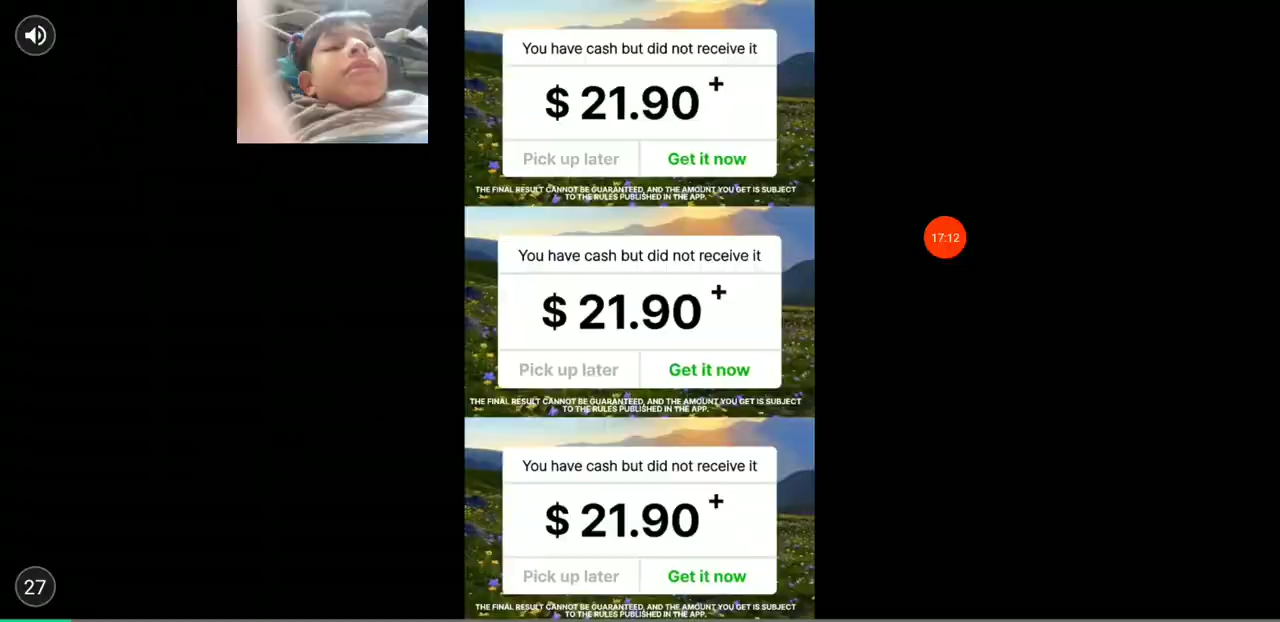 You have cash but did not receive it
$ 21.90 +
Pick up later Get it now
THE FINAL RESULT CANNOT BE GUARANTEED, AND THE AMOUNT YOU GET IS SUBJECT
TO THE RULES PUBLISHED IN THE APP.
17:12
You have cash but did not receive it
$ 21.90 +
Pick up later Get it now
THE FINAL RESULT CANNOT BE GUARANTEED, AND THE AMOUNT YOU GET IS SUBJECT
TO THE RULES PUBLISHED IN THE APP.
You have cash but did not receive it
$ 21.90 +
Pick up later Get it now
27
THE FINAL RESULT CANNOT BE GUARANTEED, AND THE AMOUNT YOU GET IS SUBJECT
TO THE RULES PUBLISHED IN THE APP.